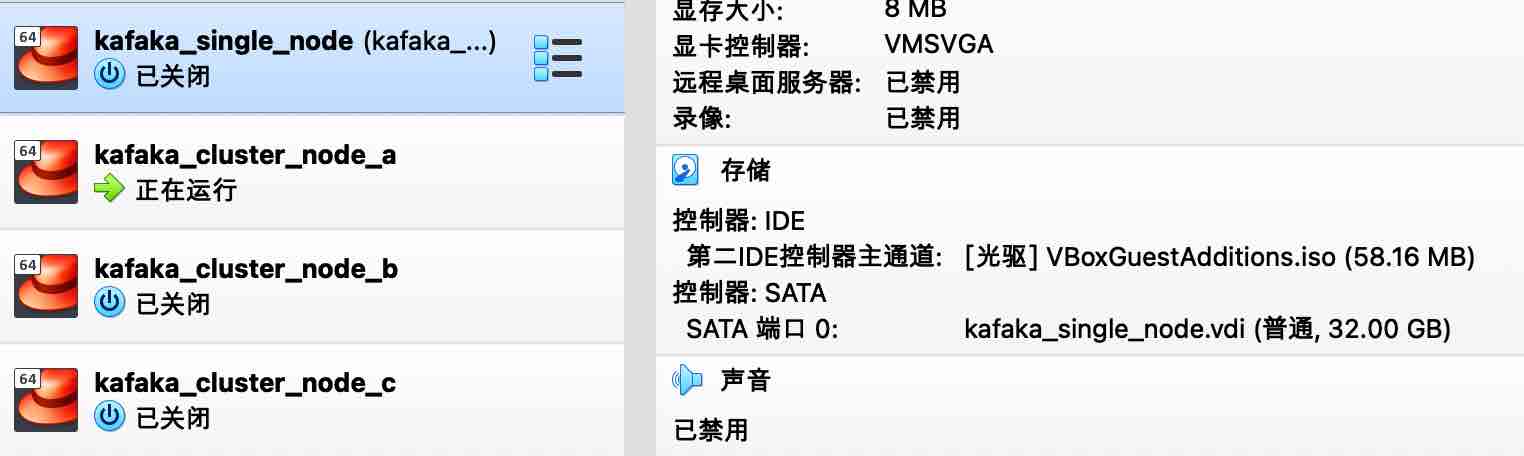 64
kafaka_single_node (kafaka_...)
已关闭
64
kafaka_cluster_node_a
正在运行
64
kafaka_cluster_node_b
已关闭
64
kafaka_cluster_node_c
已关闭
显存大小: 8 MB
显卡控制器: VMSVGA
远程桌面服务器: 已禁用
录像: 已禁用
存储
控制器: IDE
第二IDE控制器主通道: [光驱] VBoxGuestAdditions.iso (58.16 MB)
控制器: SATA
SATA 端口 0: kafaka_single_node.vdi (普通, 32.00 GB)
声音
已禁用